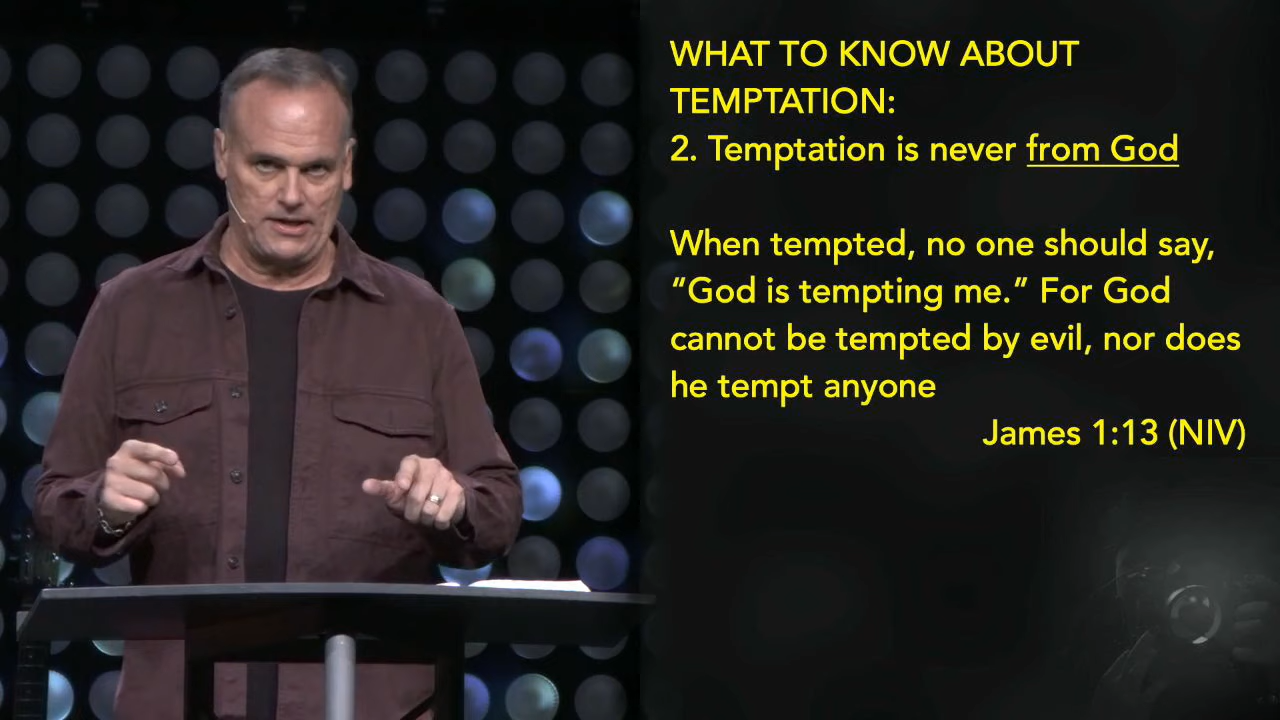 WHAT TO KNOW ABOUT
TEMPTATION:
2. Temptation is never from God
When tempted, no one should say,
“God is tempting me.” For God
cannot be tempted by evil, nor does
he tempt anyone
James 1:13 (NIV)